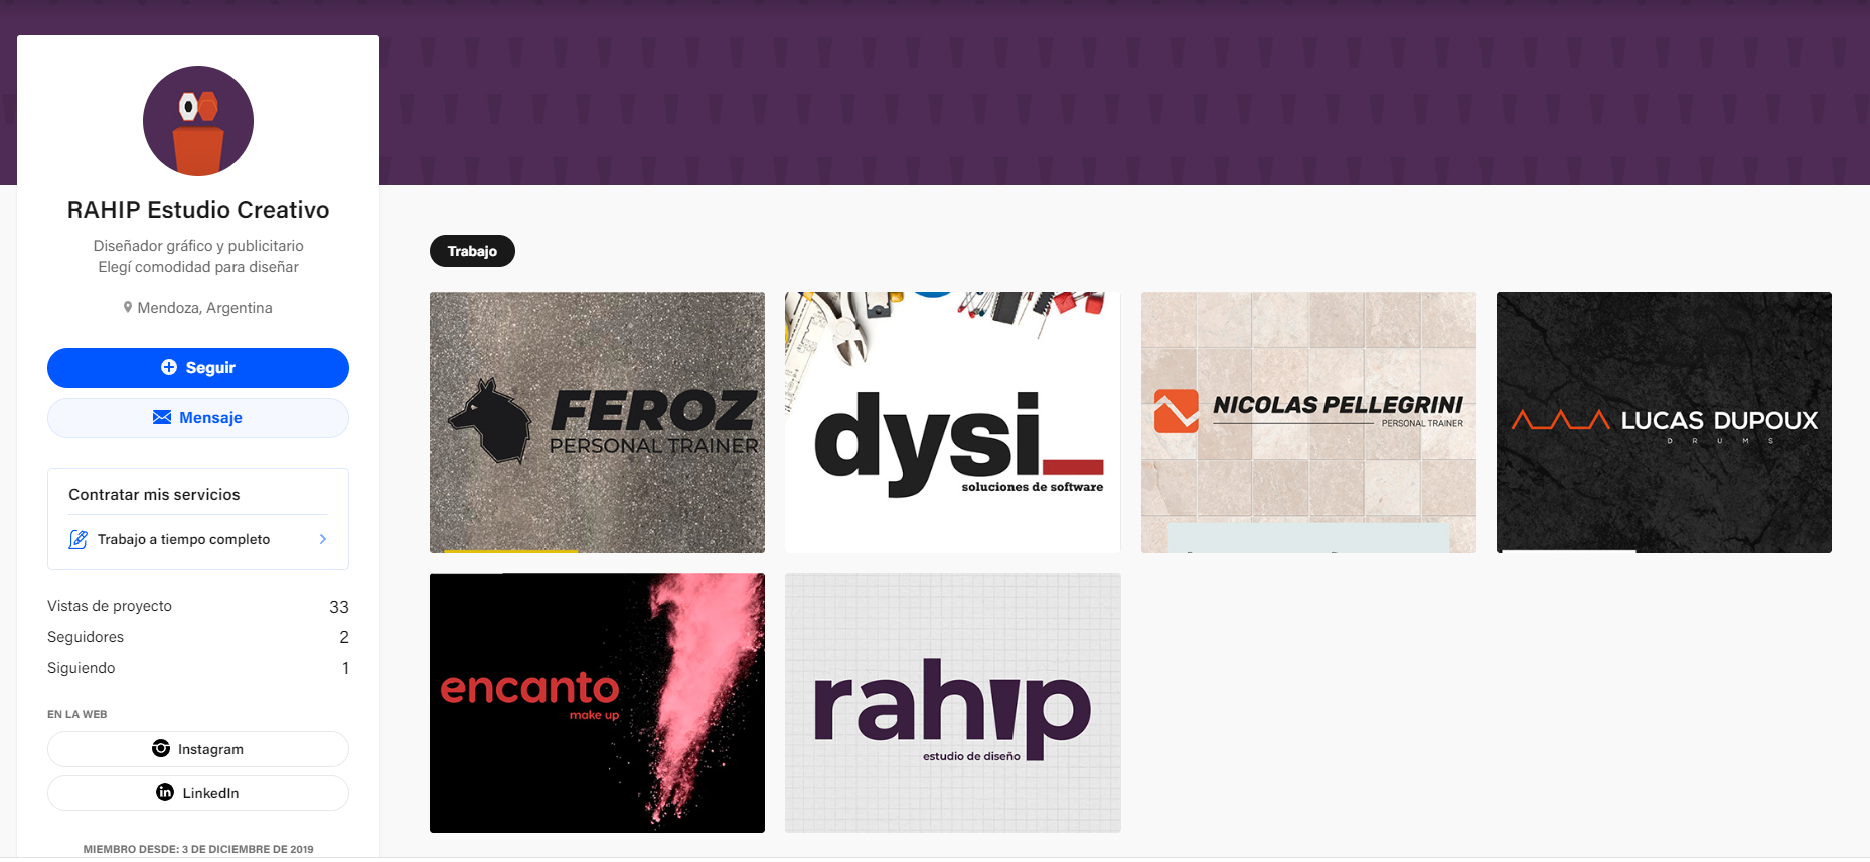 RAHIP Estudio Creativo
Diseñador gráfico y publicitario
Elegí comodidad para diseñar
Mendoza, Argentina
Seguir
Mensaje
Contratar mis servicios
Trabajo a tiempo completo
Vistas de proyecto 33
Seguidores 2
Siguiendo 1
EN LA WEB
Instagram
LinkedIn
MIEMBRO DESDE: 3 DE DICIEMBRE DE 2019
Trabajo
FEROZ
PERSONAL TRAINER
dysi_
soluciones de software
NICOLAS PELLEGRINI
PERSONAL TRAINER
LUCAS DUPOUX
DRUMS
encanto
make up
rahip
estudio de diseño